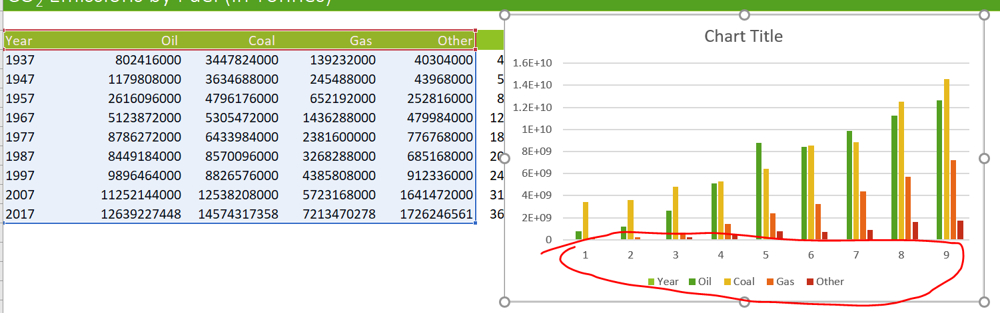 CO2 Emissions by Fuel (in Tonnes)
Year Oil Coal Gas Other
1937 802416000 3447824000 139232000 40304000 4
1947 1179808000 3634688000 245488000 43968000 5
1957 2616096000 4796176000 652192000 252816000 8
1967 5123872000 5305472000 1436288000 479984000 12
1977 8786272000 6433984000 2381600000 776768000 18
1987 8449184000 8570096000 3268288000 685168000 20
1997 9896464000 8826576000 4385808000 912336000 24
2007 11252144000 12538208000 5723168000 1641472000 31
2017 12639227448 14574317358 7213470278 1726246561 36
Chart Title
1.6E+10
1.4E+10
1.2E+10
1E+10
8E+09
6E+09
4E+09
2E+09
0
1 2 3 4 5 6 7 8 9
Year Oil Coal Gas Other